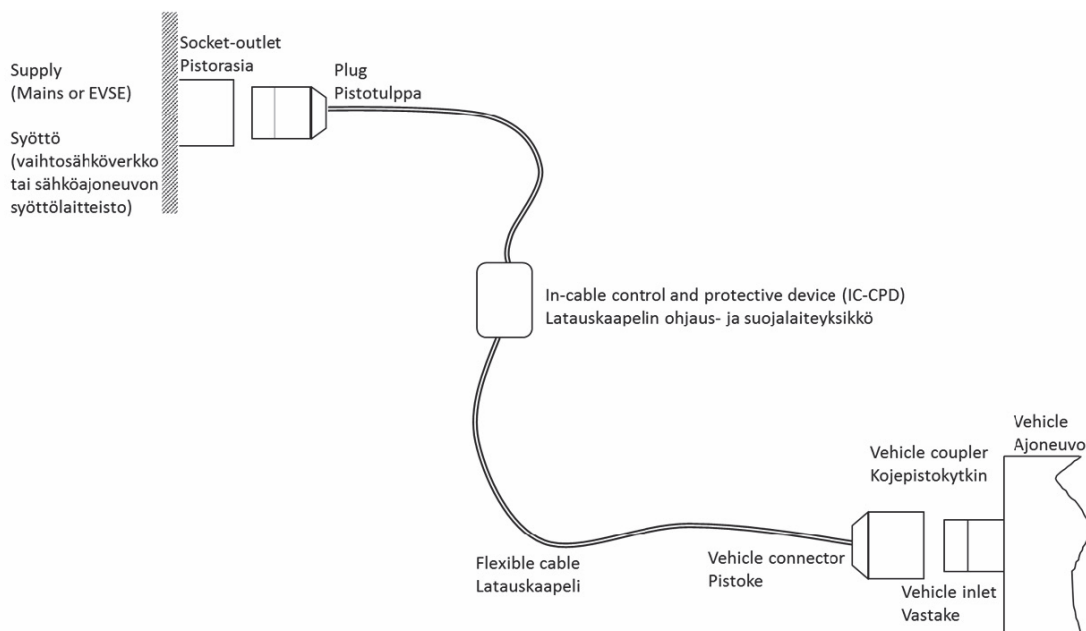 Socket-outlet
Pistorasia
Supply
(Mains or EVSE)
Syöttö
(vaihtosähköverkko
tai sähköajoneuvon
syöttölaitteisto)
Plug
Pistotulppa
In-cable control and protective device (IC-CPD)
Latauskaapelin ohjaus- ja suojalaiteyksikkö
Vehicle
Ajoneuvo
Vehicle coupler
Kojepistokytkin
Flexible cable
Latauskaapeli
Vehicle connector
Pistoke
Vehicle inlet
Vastake